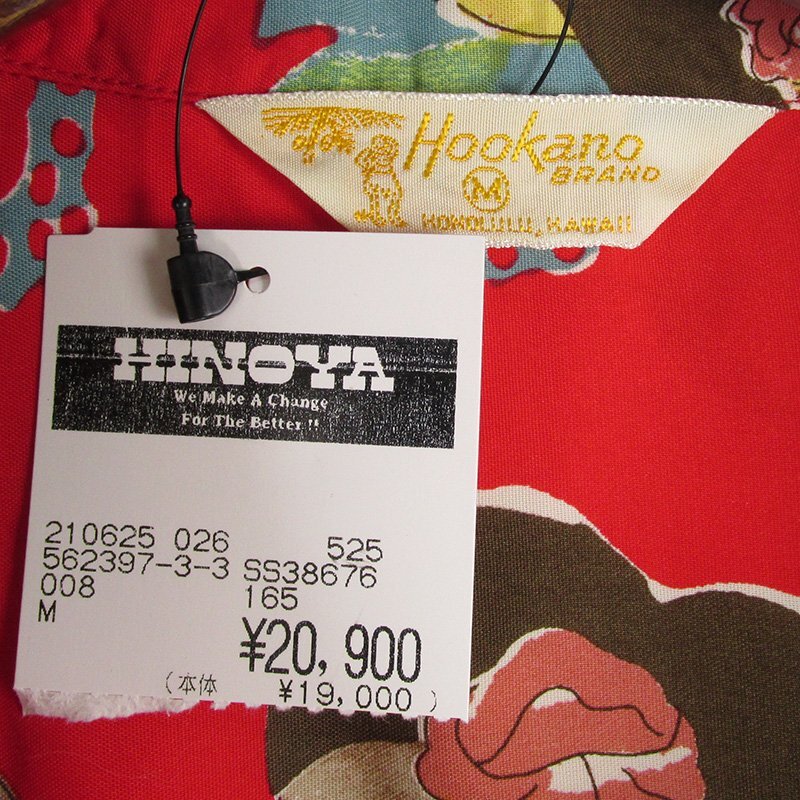 Hookano
BRAND
M
HONOLULU, HAWAII
HINOYA
We Make A Change
For The Better !!
210625 026 525
562397-3-3 SS38676
008 165
M
¥20,900
(本体 ¥19,000)